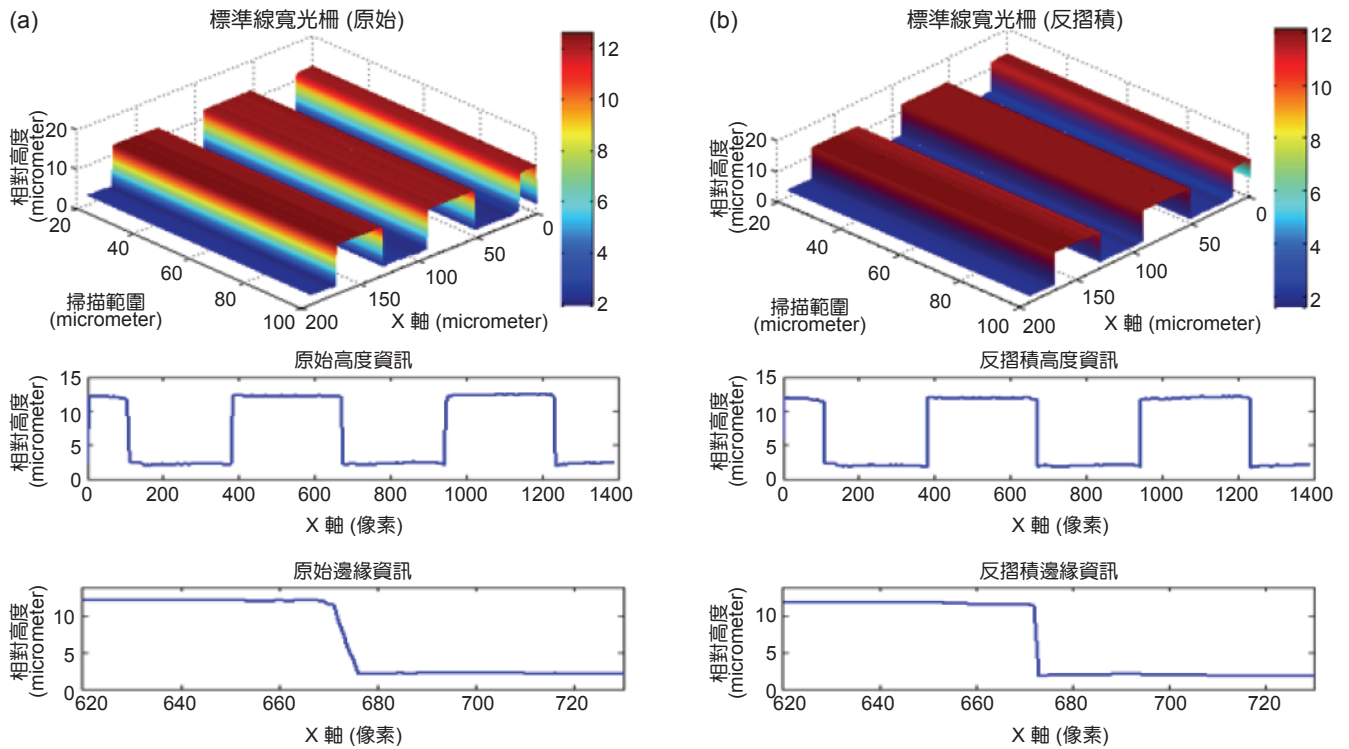 (a)
標準線寬光柵 (原始)
12
10
8
6
4
2
20
10
0
相對高度
(micrometer)
20
40
60
80
100
掃描範圍
(micrometer)
200
150
100
50
0
X 軸 (micrometer)
原始高度資訊
15
10
5
0
相對高度
(micrometer)
0
200
400
600
800
1000
1200
1400
X 軸 (像素)
原始邊緣資訊
10
5
0
相對高度
(micrometer)
620
640
660
680
700
720
X 軸 (像素)
(b)
標準線寬光柵 (反摺積)
12
10
8
6
4
2
20
10
0
相對高度
(micrometer)
20
40
60
80
100
掃描範圍
(micrometer)
200
150
100
50
0
X 軸 (micrometer)
反摺積高度資訊
15
10
5
0
相對高度
(micrometer)
0
200
400
600
800
1000
1200
1400
X 軸 (像素)
反摺積邊緣資訊
10
5
0
相對高度
(micrometer)
620
640
660
680
700
720
X 軸 (像素)